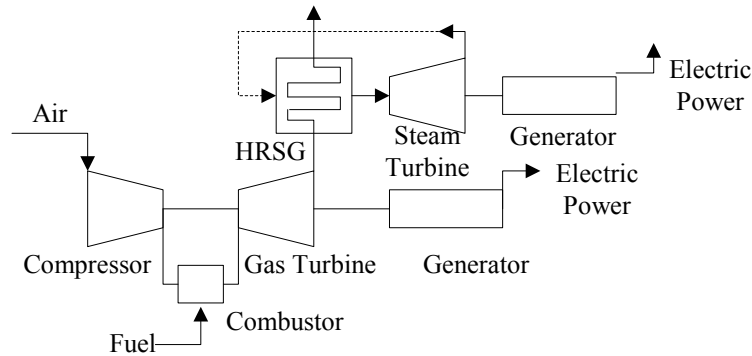 Electric
Power
Air
Steam
Turbine
Generator
HRSG
Electric
Power
Compressor
Gas Turbine
Generator
Combustor
Fuel